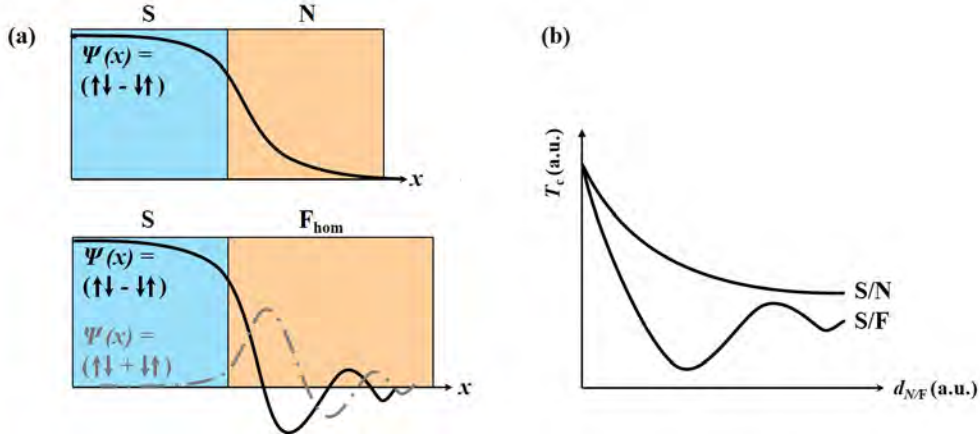 (a)
S N
Ψ(x) =
(↑↓ - ↓↑)
x
S F_hom
Ψ(x) =
(↑↓ - ↓↑)
Ψ(x) =
(↑↓ + ↓↑)
x
(b)
T_c (a.u.)
S/N
S/F
d_N/F (a.u.)